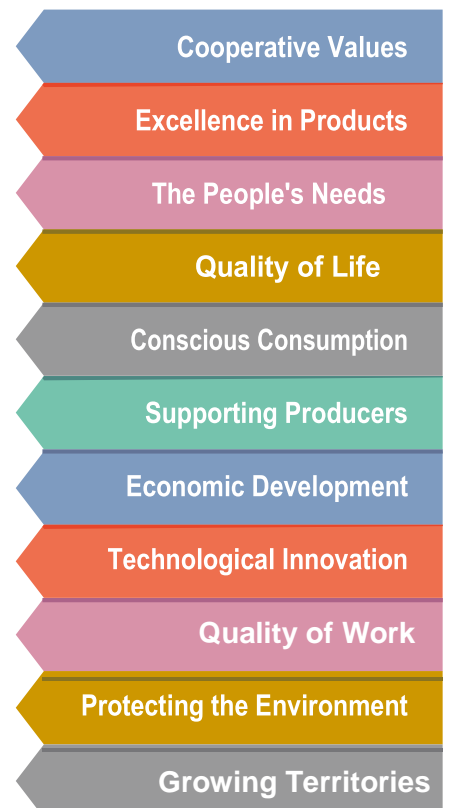 Cooperative Values
Excellence in Products
The People's Needs
Quality of Life
Conscious Consumption
Supporting Producers
Economic Development
Technological Innovation
Quality of Work
Protecting the Environment
Growing Territories